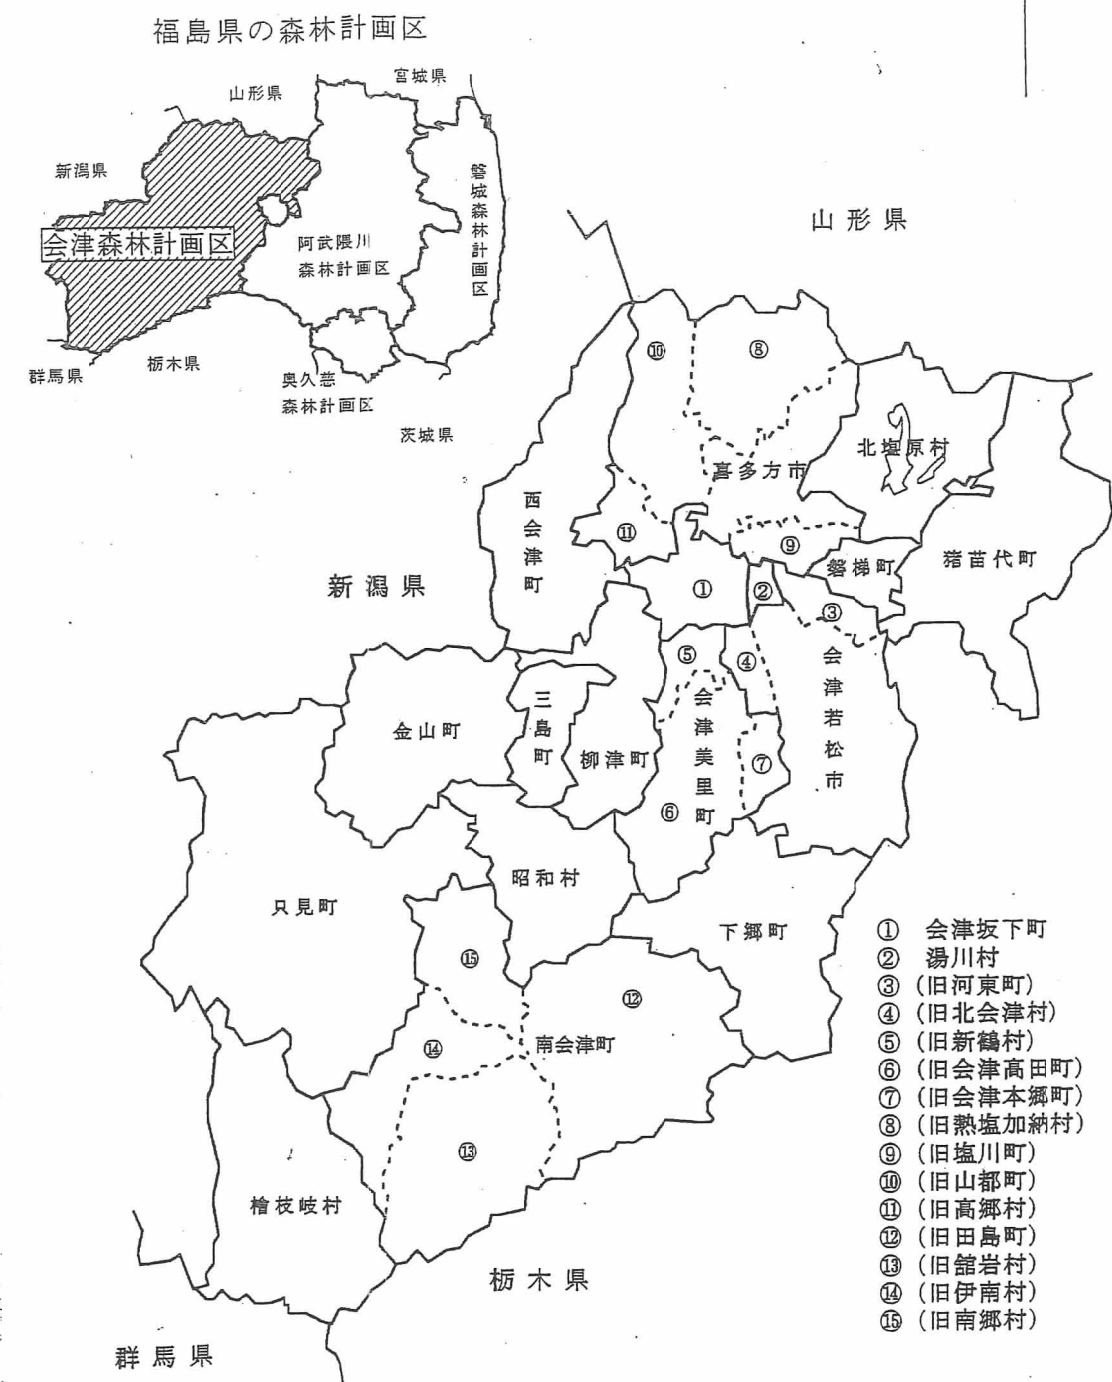 福島県の森林計画区
宮城県
山形県
新潟県
磐城森林計画区
会津森林計画区
阿武隈川
森林計画区
群馬県
栃木県
奥久慈
森林計画区
茨城県
山形県
⑩
⑧
北塩原村
喜多方市
西会津町
⑪
⑨
磐梯町
猪苗代町
新潟県
①
②
③
⑤
④
会津若松市
三島町
会津美里町
金山町
柳津町
⑦
⑥
昭和村
只見町
下郷町
⑮
⑫
南会津町
⑭
⑬
檜枝岐村
栃木県
群馬県
① 会津坂下町
② 湯川村
③ (旧河東町)
④ (旧北会津村)
⑤ (旧新鶴村)
⑥ (旧会津高田町)
⑦ (旧会津本郷町)
⑧ (旧熱塩加納村)
⑨ (旧塩川町)
⑩ (旧山都町)
⑪ (旧高郷村)
⑫ (旧田島町)
⑬ (旧舘岩村)
⑭ (旧伊南村)
⑮ (旧南郷村)